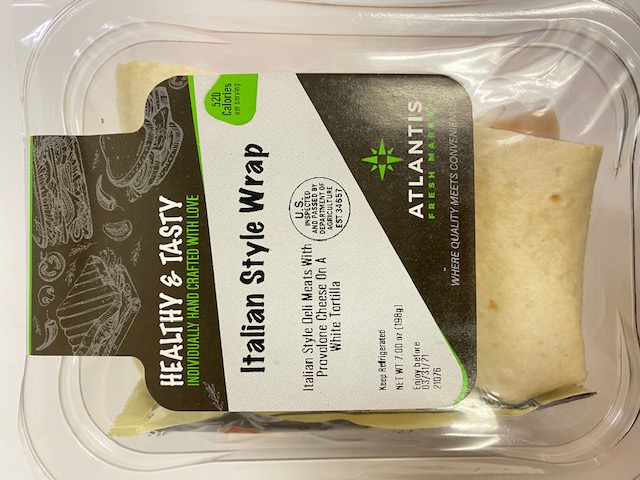 HEALTHY & TASTY
INDIVIDUALLY HAND CRAFTED WITH LOVE
520
Calories
per serving
Italian Style Wrap
Italian Style Deli Meats With
Provolone Cheese On A
White Tortilla
U.S.
INSPECTED
AND PASSED BY
DEPARTMENT OF
AGRICULTURE
EST 34657
Keep Refrigerated
NET WT 7.00 oz (198g)
Enjoy before
03/31/21
21076
ATLANTIS
FRESH MARKET
WHERE QUALITY MEETS CONVENIENCE